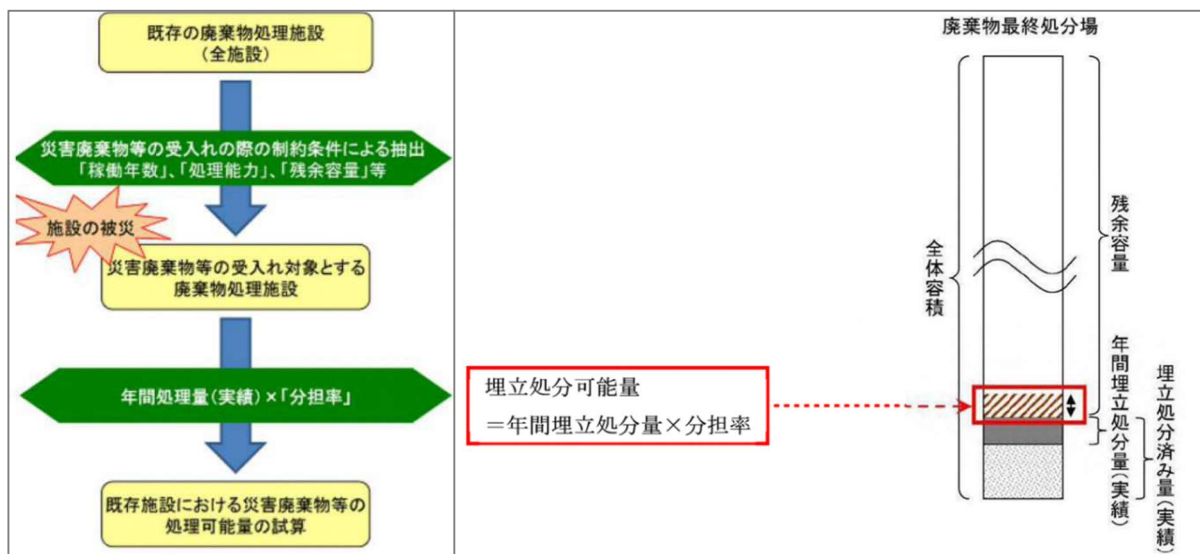 既存の廃棄物処理施設
(全施設)
災害廃棄物等の受入れの際の制約条件による抽出
「稼働年数」、「処理能力」、「残余容量」等
施設の被災
災害廃棄物等の受入れ対象とする
廃棄物処理施設
年間処理量(実績)×「分担率」
既存施設における災害廃棄物等の
処理可能量の試算
廃棄物最終処分場
全体容積
残余容量
埋立処分可能量
＝年間埋立処分量×分担率
年間埋立処分量(実績)
埋立処分済み量(実績)